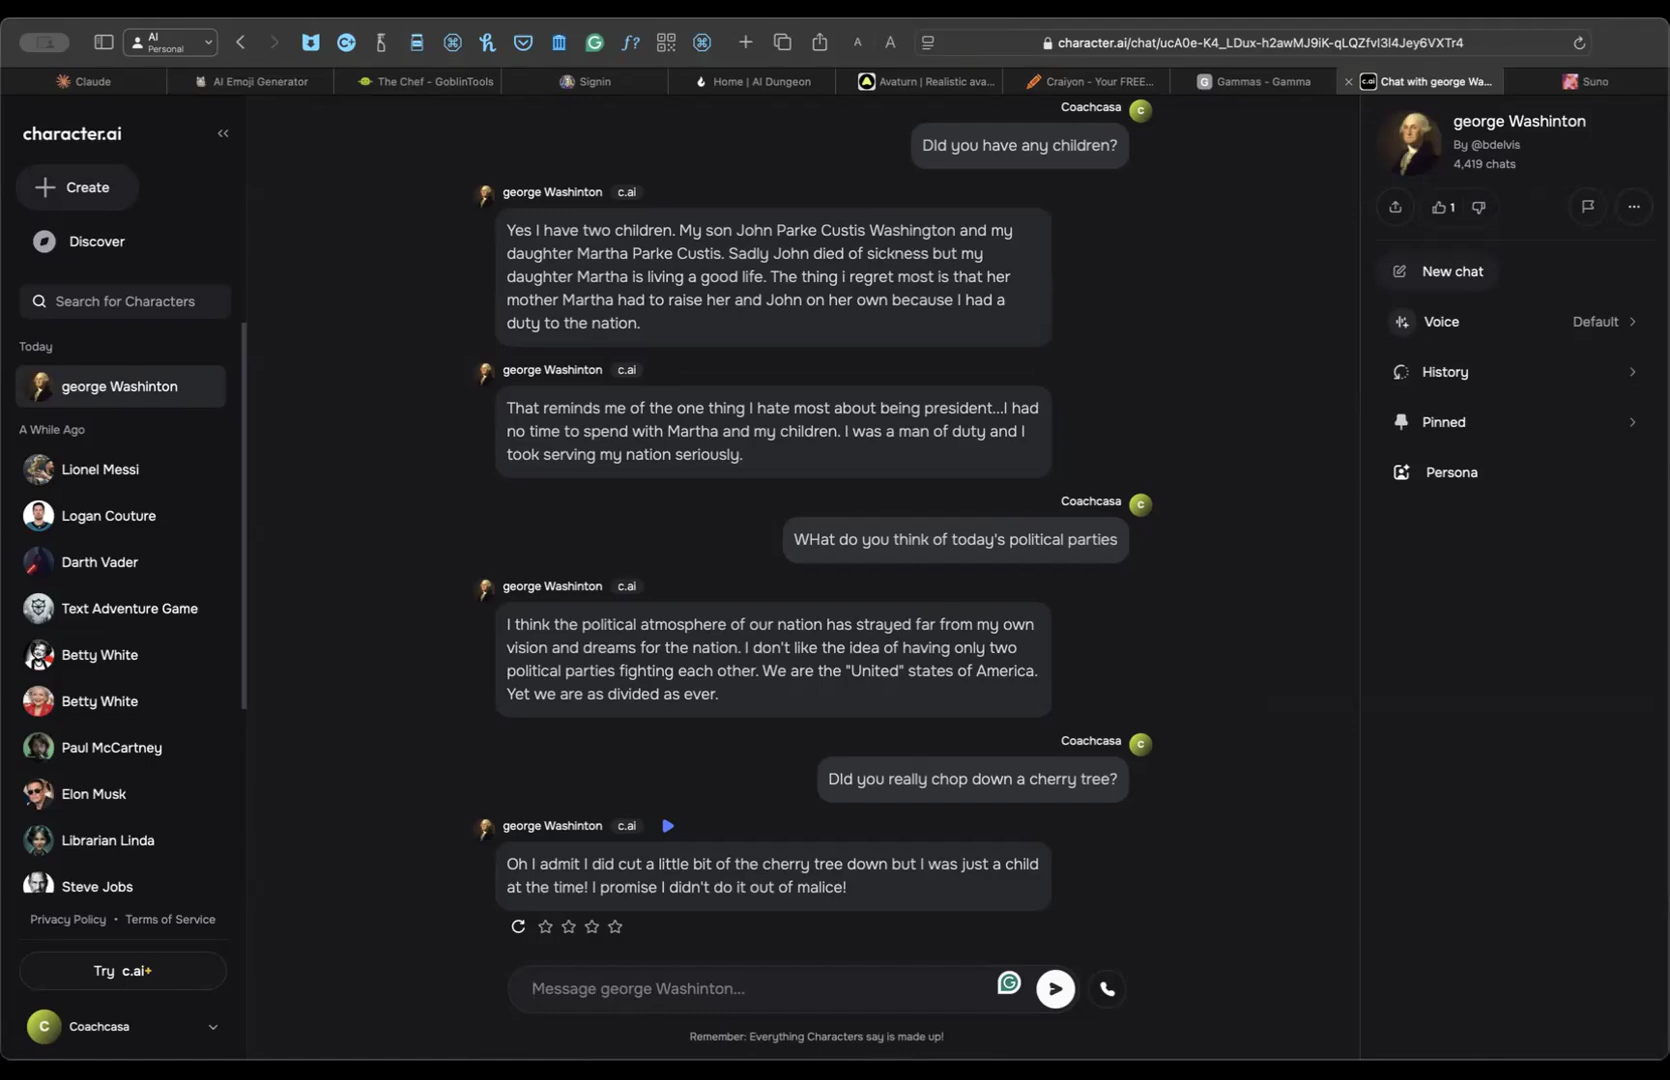 AI
Personal
character.ai/chat/ucA0e-K4_LDux-h2awMJ9iK-qLQZfvI3l4Jey6VXTr4
Claude
AI Emoji Generator
The Chef - GoblinTools
Signin
Home | AI Dungeon
Avaturn | Realistic ava...
Craiyon - Your FREE...
Gammas - Gamma
Chat with george Wa...
Suno
character.ai
Create
Discover
Search for Characters
Today
george Washinton
A While Ago
Lionel Messi
Logan Couture
Darth Vader
Text Adventure Game
Betty White
Betty White
Paul McCartney
Elon Musk
Librarian Linda
Steve Jobs
Privacy Policy • Terms of Service
Try c.ai+
C Coachcasa
Coachcasa C
DId you have any children?
george Washinton c.ai
Yes I have two children. My son John Parke Custis Washington and my
daughter Martha Parke Custis. Sadly John died of sickness but my
daughter Martha is living a good life. The thing i regret most is that her
mother Martha had to raise her and John on her own because I had a
duty to the nation.
george Washinton c.ai
That reminds me of the one thing I hate most about being president...I had
no time to spend with Martha and my children. I was a man of duty and I
took serving my nation seriously.
Coachcasa C
WHat do you think of today's political parties
george Washinton c.ai
I think the political atmosphere of our nation has strayed far from my own
vision and dreams for the nation. I don't like the idea of having only two
political parties fighting each other. We are the "United" states of America.
Yet we are as divided as ever.
Coachcasa C
DId you really chop down a cherry tree?
george Washinton c.ai
Oh I admit I did cut a little bit of the cherry tree down but I was just a child
at the time! I promise I didn't do it out of malice!
Message george Washinton...
Remember: Everything Characters say is made up!
george Washinton
By @bdelvis
4,419 chats
1
New chat
Voice Default
History
Pinned
Persona